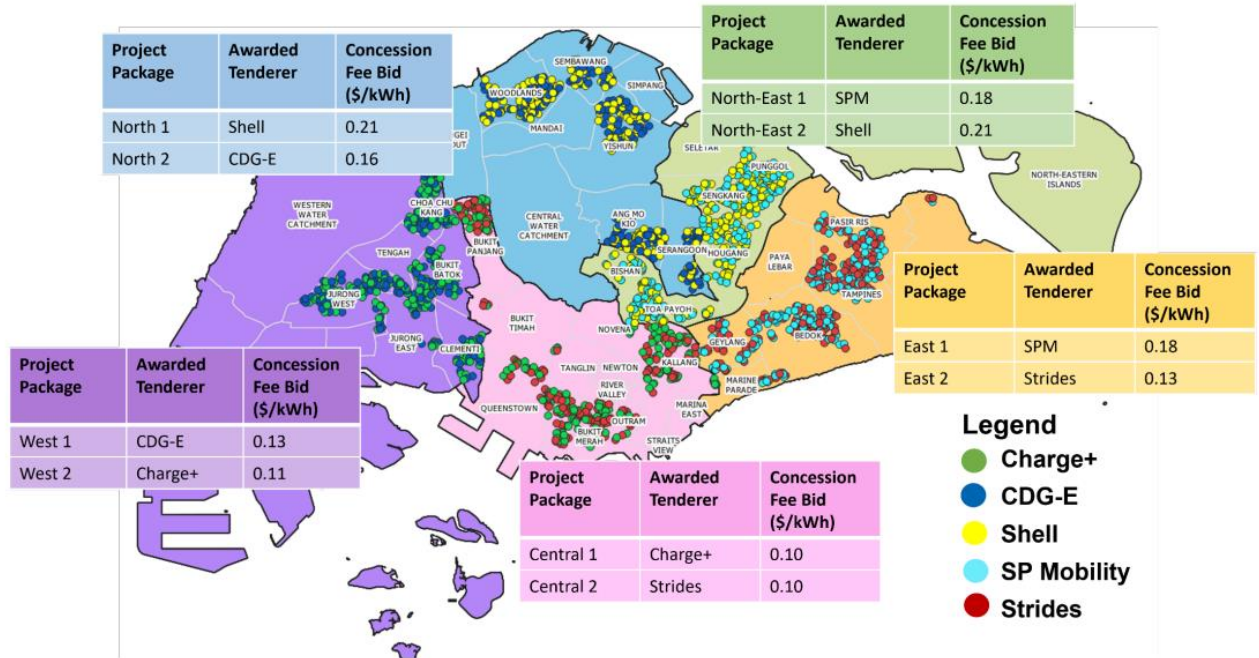 Project Package Awarded Tenderer Concession Fee Bid ($/kWh)
North 1 Shell 0.21
North 2 CDG-E 0.16
Project Package Awarded Tenderer Concession Fee Bid ($/kWh)
North-East 1 SPM 0.18
North-East 2 Shell 0.21
SEMBAWANG
WOODLANDS
SIMPANG
MANDAI
YISHUN
SELETAR
PUNGGOL
NORTH-EASTERN ISLANDS
WESTERN WATER CATCHMENT
CHOA CHU KANG
SENGKANG
CENTRAL WATER CATCHMENT
ANG MO KIO
PASIR RIS
BUKIT PANJANG
TENGAH
SERANGOON
HOUGANG
PAYA LEBAR
BUKIT BATOK
BISHAN
JURONG WEST
TAMPINES
TOA PAYOH
BUKIT TIMAH
NOVENA
BEDOK
JURONG EAST
CLEMENTI
GEYLANG
KALLANG
TANGLIN
NEWTON
MARINE PARADE
RIVER VALLEY
QUEENSTOWN
MARINA EAST
OUTRAM
BUKIT MERAH
STRAITS VIEW
Project Package Awarded Tenderer Concession Fee Bid ($/kWh)
East 1 SPM 0.18
East 2 Strides 0.13
Project Package Awarded Tenderer Concession Fee Bid ($/kWh)
West 1 CDG-E 0.13
West 2 Charge+ 0.11
Project Package Awarded Tenderer Concession Fee Bid ($/kWh)
Central 1 Charge+ 0.10
Central 2 Strides 0.10
Legend
Charge+
CDG-E
Shell
SP Mobility
Strides